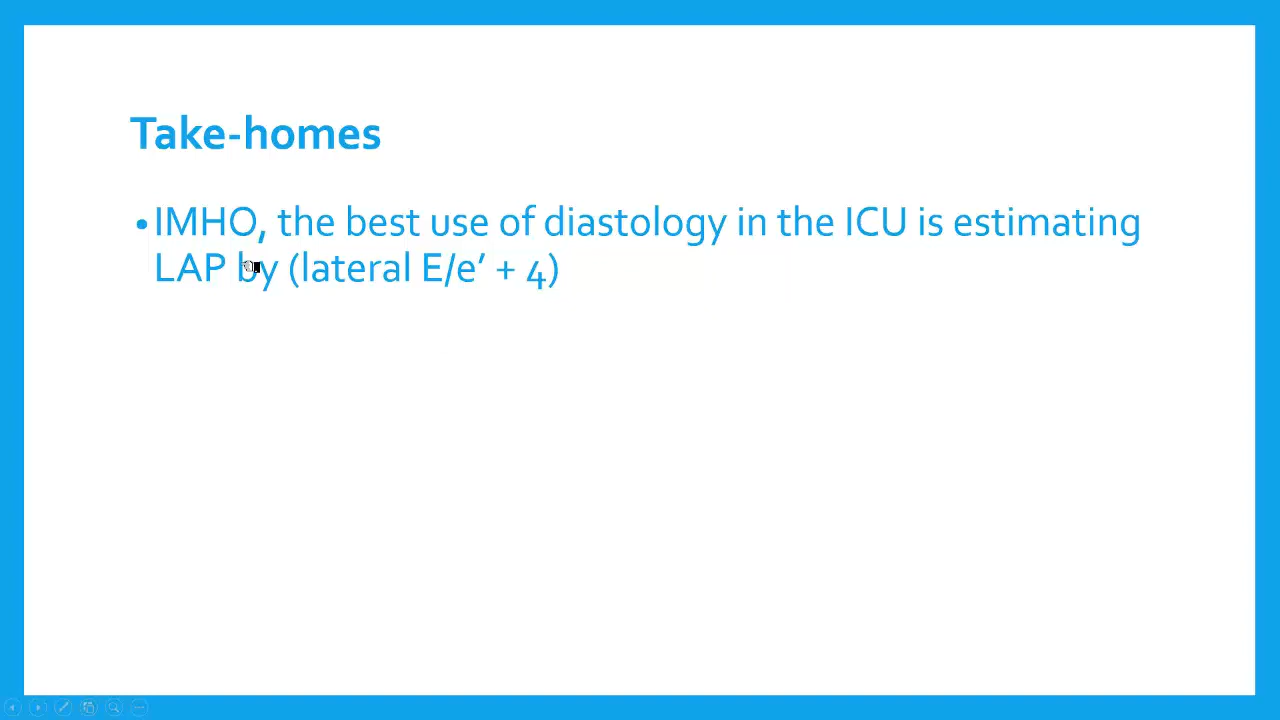 Take-homes
•IMHO, the best use of diastology in the ICU is estimating
LAP by (lateral E/e’ + 4)